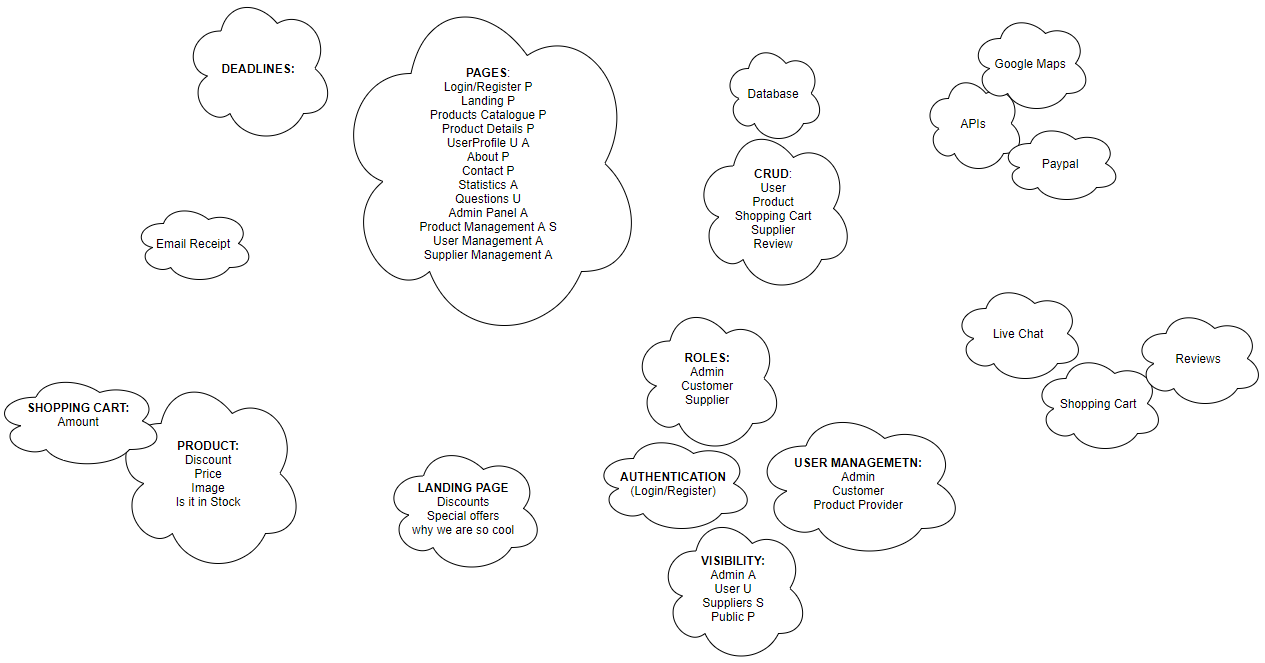 DEADLINES:
PAGES:
Login/Register P
Landing P
Products Catalogue P
Product Details P
UserProfile U A
About P
Contact P
Statistics A
Questions U
Admin Panel A
Product Management A S
User Management A
Supplier Management A
Database
CRUD:
User
Product
Shopping Cart
Supplier
Review
Google Maps
APIs
Paypal
Email Receipt
Live Chat
Shopping Cart
Reviews
SHOPPING CART:
Amount
PRODUCT:
Discount
Price
Image
Is it in Stock
LANDING PAGE
Discounts
Special offers
why we are so cool
ROLES:
Admin
Customer
Supplier
AUTHENTICATION
(Login/Register)
USER MANAGEMETN:
Admin
Customer
Product Provider
VISIBILITY:
Admin A
User U
Suppliers S
Public P